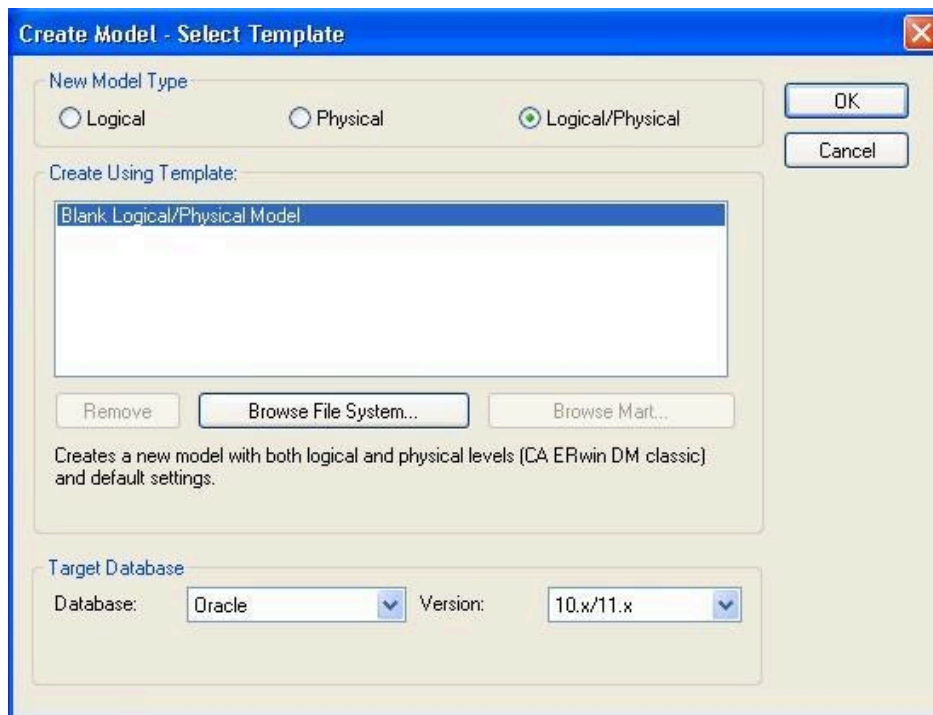 Create Model - Select Template
New Model Type
Logical
Physical
Logical/Physical
OK
Cancel
Create Using Template:
Blank Logical/Physical Model
Remove
Browse File System...
Browse Mart...
Creates a new model with both logical and physical levels (CA ERwin DM classic)
and default settings.
Target Database
Database:
Oracle
Version:
10.x/11.x